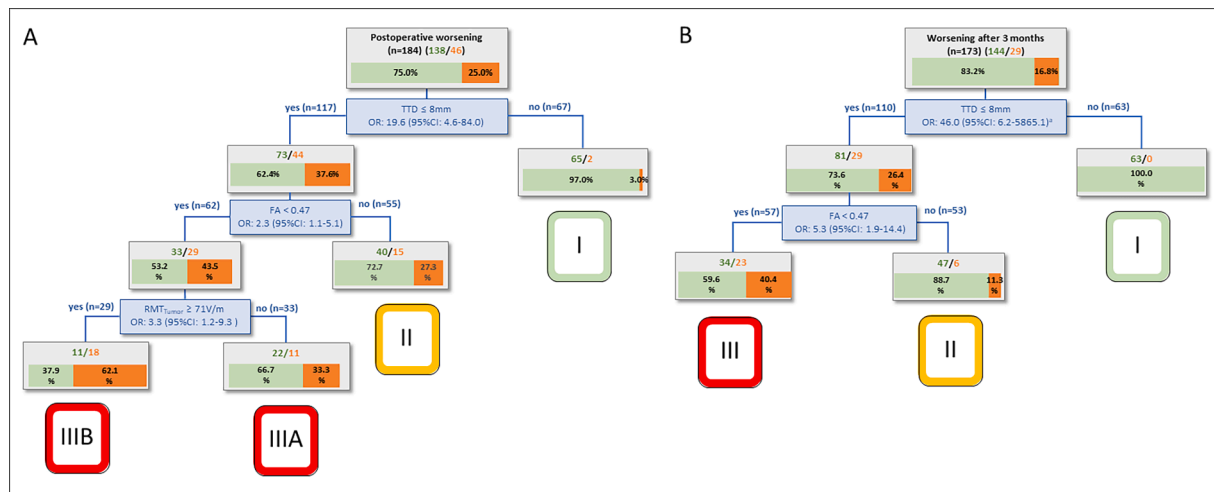 A
Postoperative worsening
(n=184) (138/46)
75.0% 25.0%
yes (n=117)
TTD ≤ 8mm
OR: 19.6 (95%CI: 4.6-84.0)
no (n=67)
73/44
62.4% 37.6%
65/2
97.0% 3.0%
I
yes (n=62)
FA < 0.47
OR: 2.3 (95%CI: 1.1-5.1)
no (n=55)
33/29
53.2 % 43.5 %
40/15
72.7 % 27.3 %
II
yes (n=29)
RMTTumor ≥ 71V/m
OR: 3.3 (95%CI: 1.2-9.3 )
no (n=33)
11/18
37.9 % 62.1 %
22/11
66.7 % 33.3 %
IIIB
IIIA
B
Worsening after 3 months
(n=173) (144/29)
83.2% 16.8%
yes (n=110)
TTD ≤ 8mm
OR: 46.0 (95%CI: 6.2-5865.1)ª
no (n=63)
81/29
73.6 % 26.4 %
63/0
100.0 %
I
yes (n=57)
FA < 0.47
OR: 5.3 (95%CI: 1.9-14.4)
no (n=53)
34/23
59.6 % 40.4 %
47/6
88.7 % 11.3 %
III
II